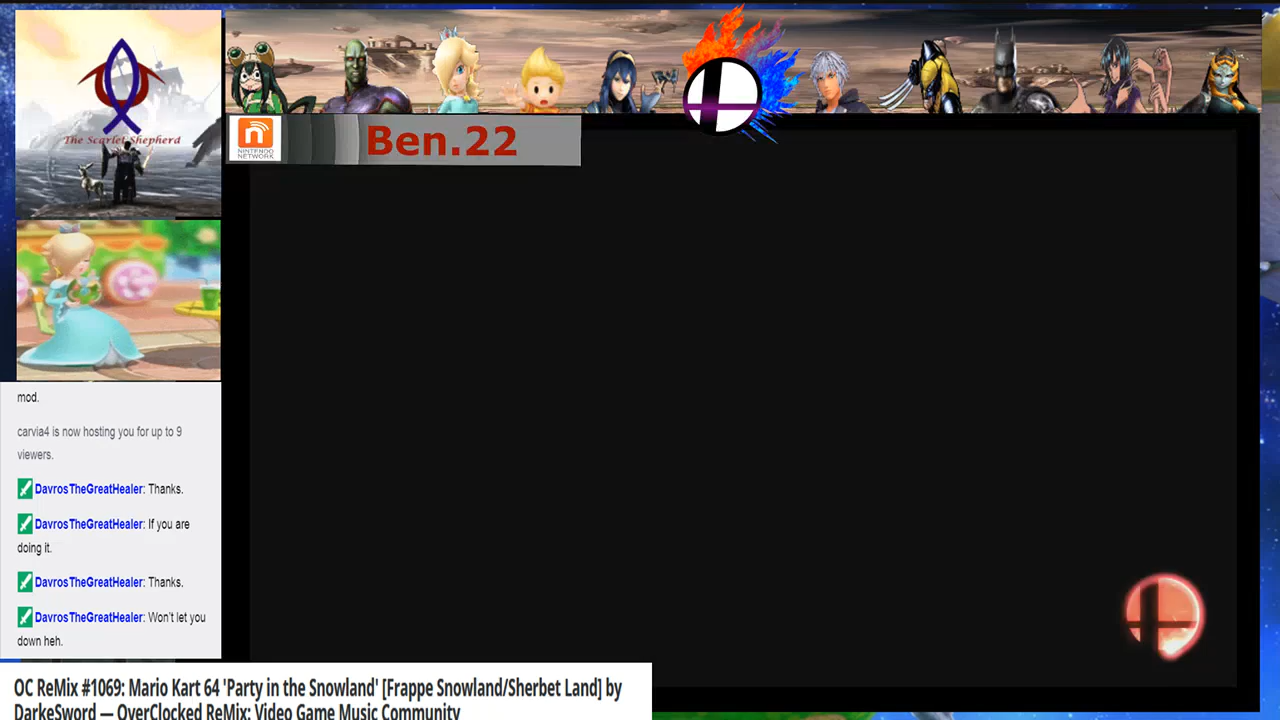 The Scarlet Shepherd
NINTENDO
NETWORK
Ben.22
mod.
carvia4 is now hosting you for up to 9
viewers.
DavrosTheGreatHealer: Thanks.
DavrosTheGreatHealer: If you are
doing it.
DavrosTheGreatHealer: Thanks.
DavrosTheGreatHealer: Won't let you
down heh.
OC ReMix #1069: Mario Kart 64 'Party in the Snowland' [Frappe Snowland/Sherbet Land] by
DarkeSword — OverClocked ReMix: Video Game Music Community